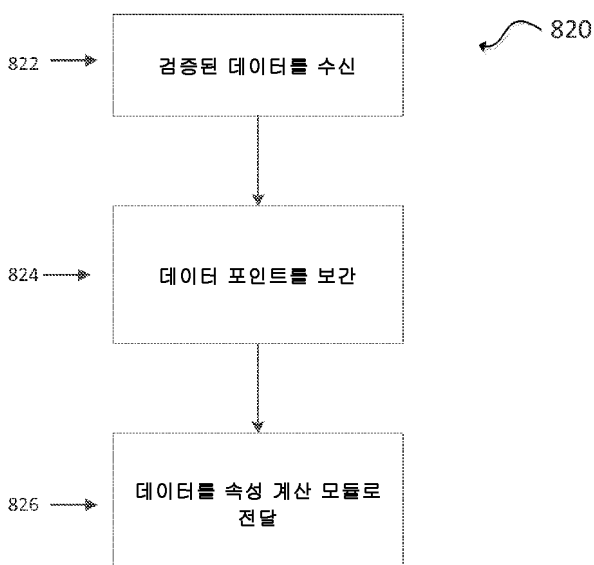 820
822
검증된 데이터를 수신
824
데이터 포인트를 보간
826
데이터를 속성 계산 모듈로
전달